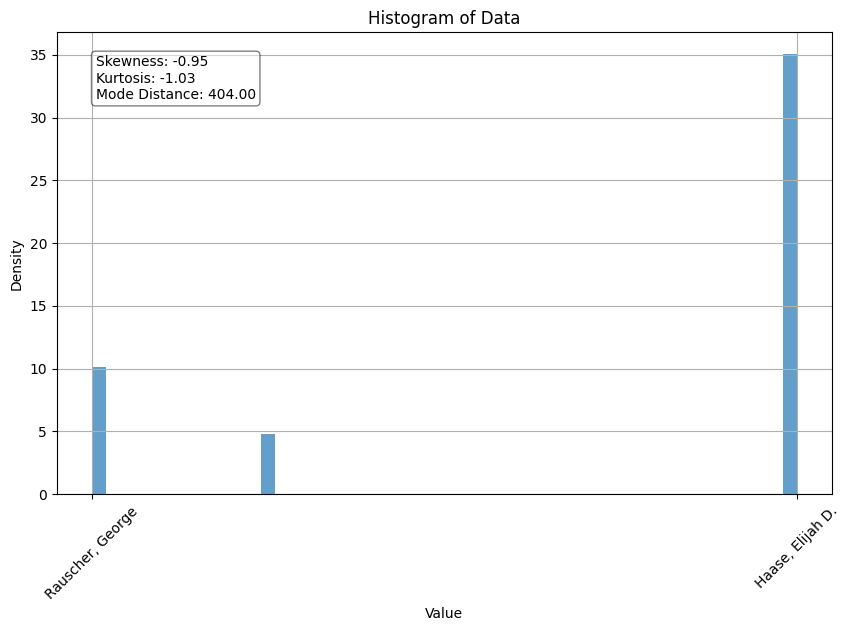 Histogram of Data
Skewness: -0.95
Kurtosis: -1.03
Mode Distance: 404.00
Density
35
30
25
20
15
10
5
0
Rauscher, George
Haase, Elijah D.
Value